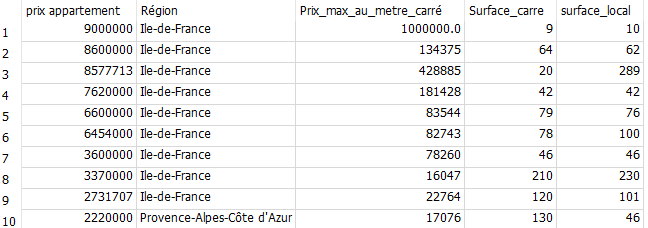 prix appartement Région Prix_max_au_metre_carré Surface_carre surface_local
1 9000000 Ile-de-France 1000000.0 9 10
2 8600000 Ile-de-France 134375 64 62
3 8577713 Ile-de-France 428885 20 289
4 7620000 Ile-de-France 181428 42 42
5 6600000 Ile-de-France 83544 79 76
6 6454000 Ile-de-France 82743 78 100
7 3600000 Ile-de-France 78260 46 46
8 3370000 Ile-de-France 16047 210 230
9 2731707 Ile-de-France 22764 120 101
10 2220000 Provence-Alpes-Côte d'Azur 17076 130 46